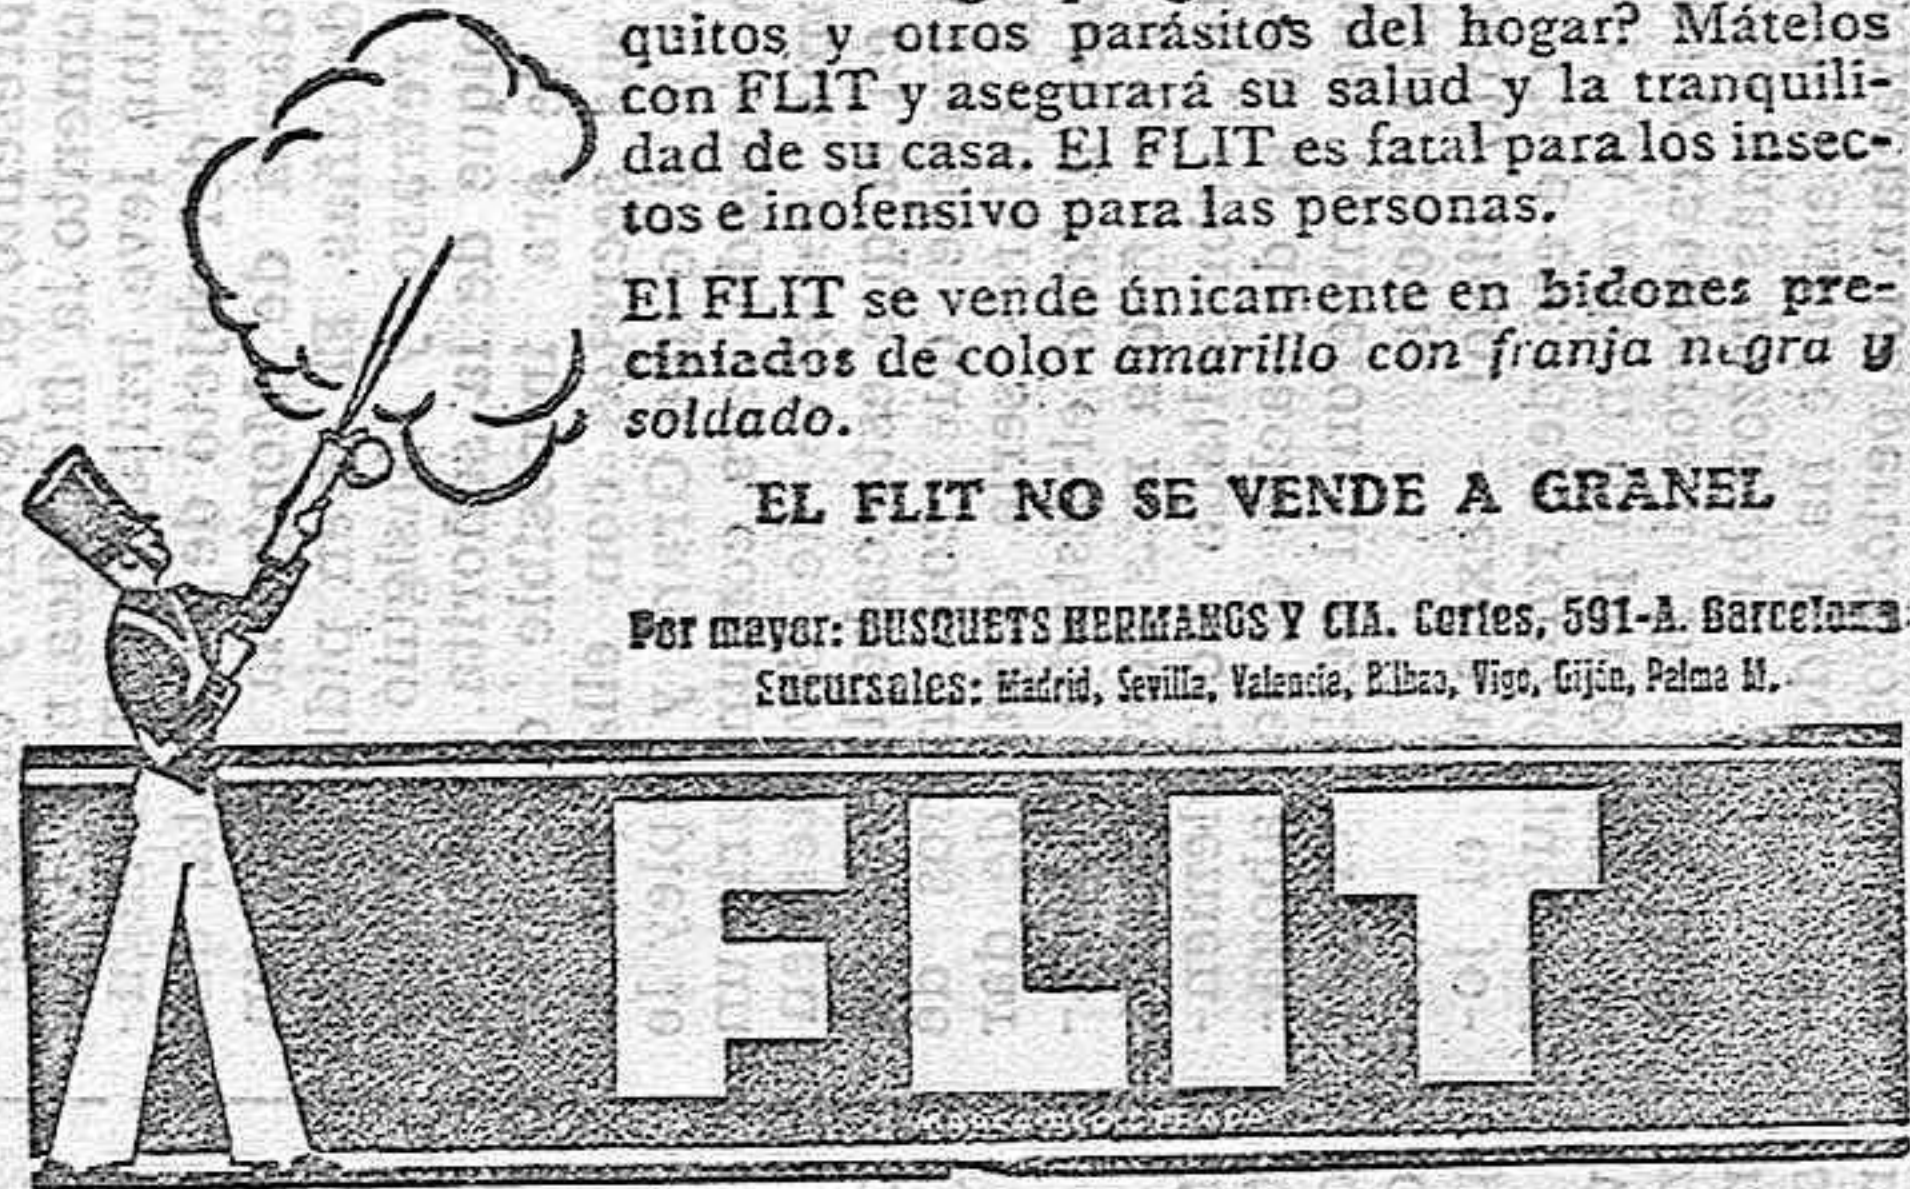 quitos y otros parásitos del hogar? Mátelos
con FLIT y asegurará su salud y la tranquili-
dad de su casa. El FLIT es fatal para los insec-
tos e inofensivo para las personas.
El FLIT se vende únicamente en bidones pre-
cintados de color amarillo con franja negra y
soldado.
EL FLIT NO SE VENDE A GRANEL
Por mayor: BUSQUETS HERMANOS Y CIA. Cortes, 591-A. Barcelona
Sucursales: Madrid, Sevilla, Valencia, Bilbao, Vigo, Gijón, Palma M.
FLIT